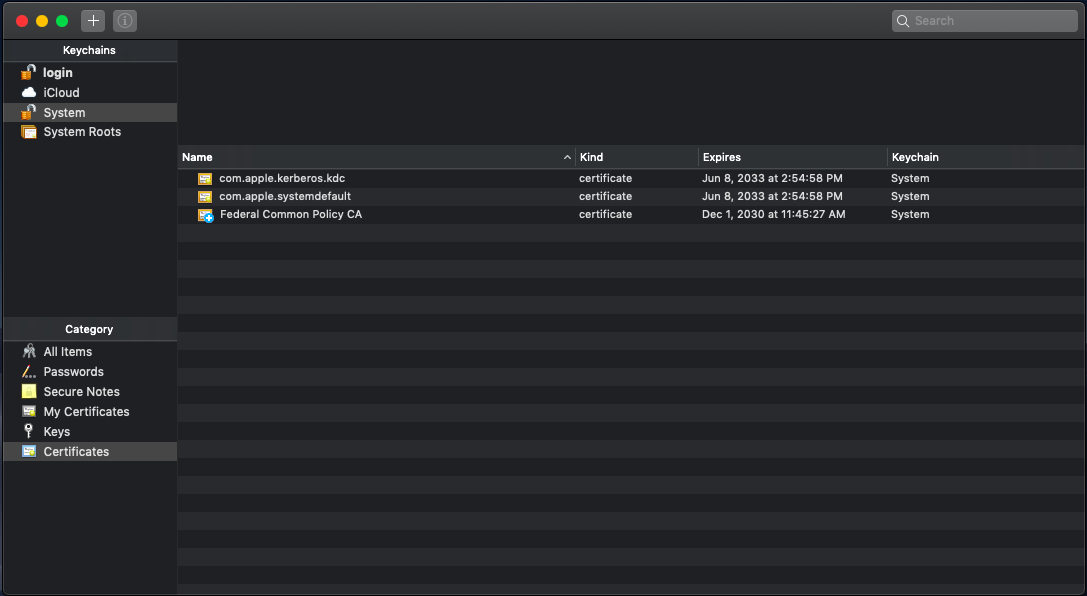 Search
Keychains
login
iCloud
System
System Roots
Name Kind Expires Keychain
com.apple.kerberos.kdc certificate Jun 8, 2033 at 2:54:58 PM System
com.apple.systemdefault certificate Jun 8, 2033 at 2:54:58 PM System
Federal Common Policy CA certificate Dec 1, 2030 at 11:45:27 AM System
Category
All Items
Passwords
Secure Notes
My Certificates
Keys
Certificates